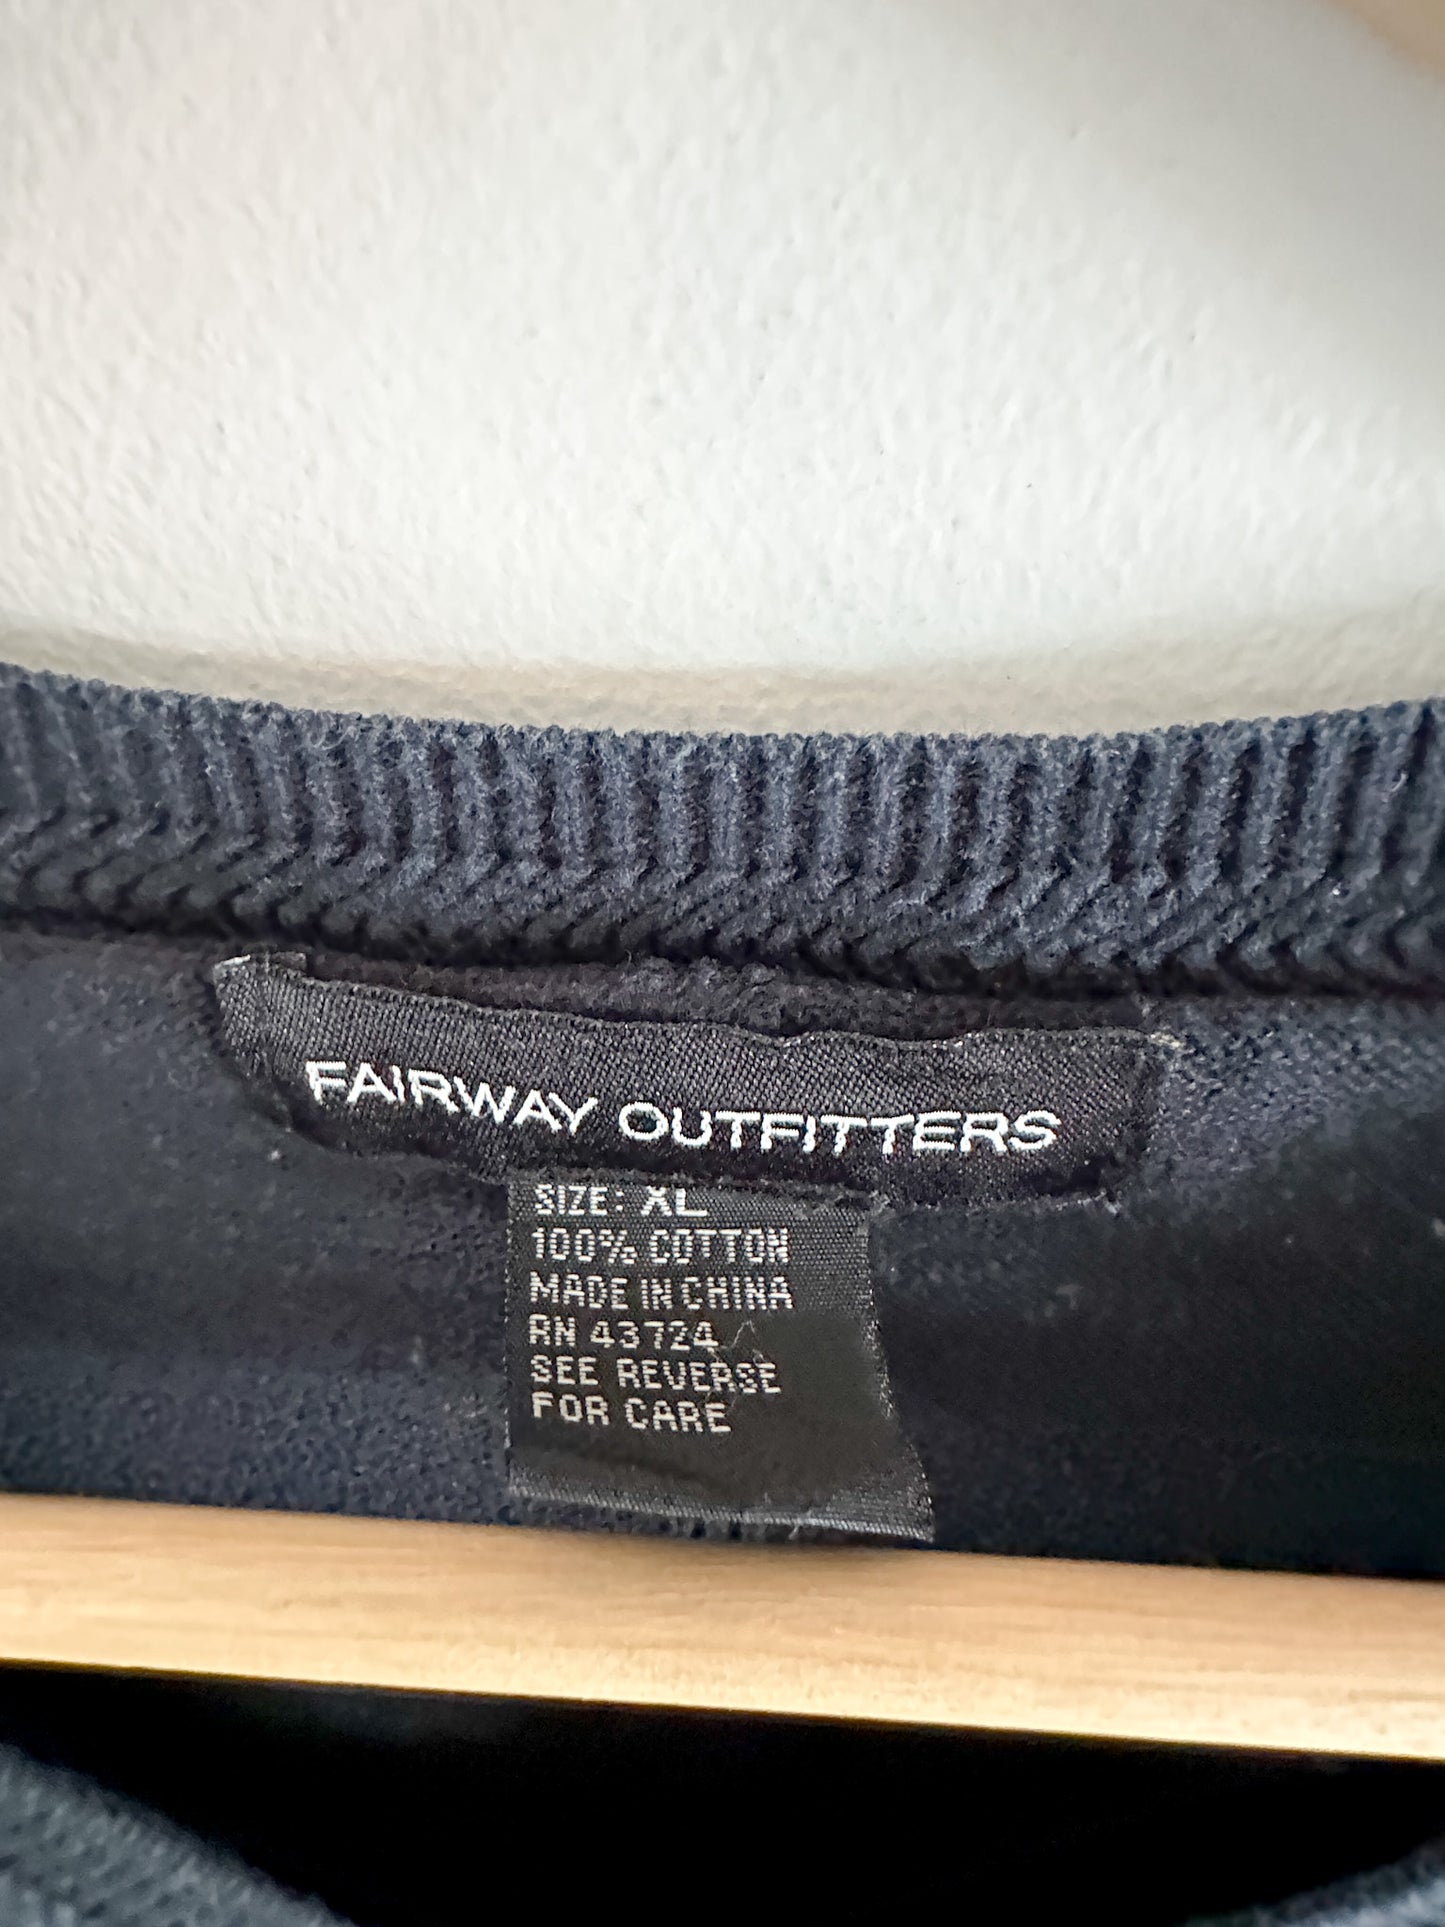 FAIRWAY OUTFITTERS
SIZE: XL
100% COTTON
MADE IN CHINA
RN 43724
SEE REVERSE
FOR CARE